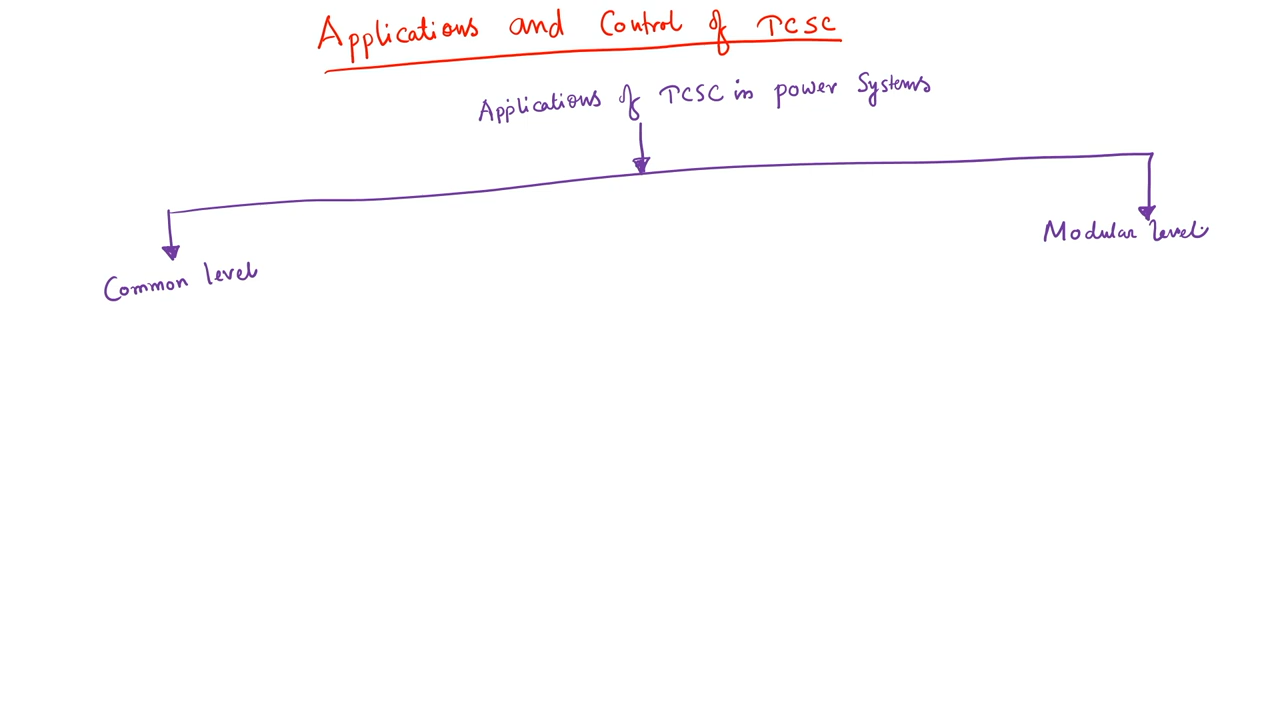 Applications and Control of TCSC
Applications of TCSC in power Systems
Modular level
Common level